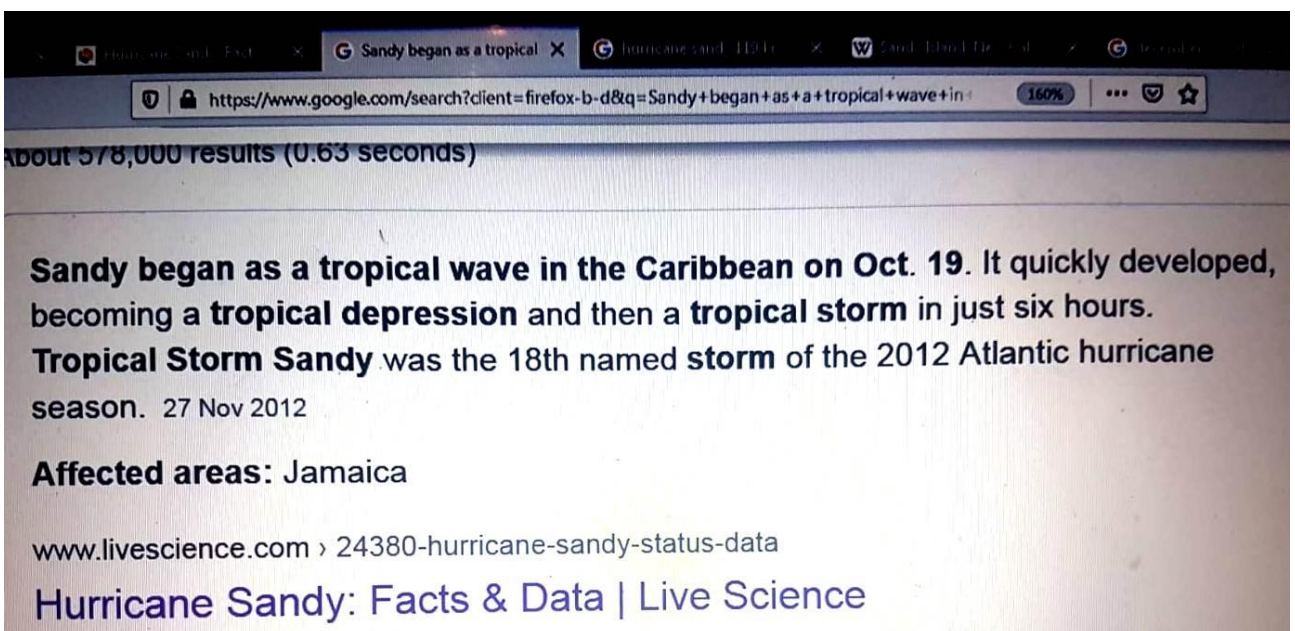 Sandy began as a tropical
https://www.google.com/search?client=firefox-b-d&q=Sandy+began+as+a+tropical+wave+in+
160%
About 578,000 results (0.63 seconds)
Sandy began as a tropical wave in the Caribbean on Oct. 19. It quickly developed,
becoming a tropical depression and then a tropical storm in just six hours.
Tropical Storm Sandy was the 18th named storm of the 2012 Atlantic hurricane
season. 27 Nov 2012
Affected areas: Jamaica
www.livescience.com › 24380-hurricane-sandy-status-data
Hurricane Sandy: Facts & Data | Live Science